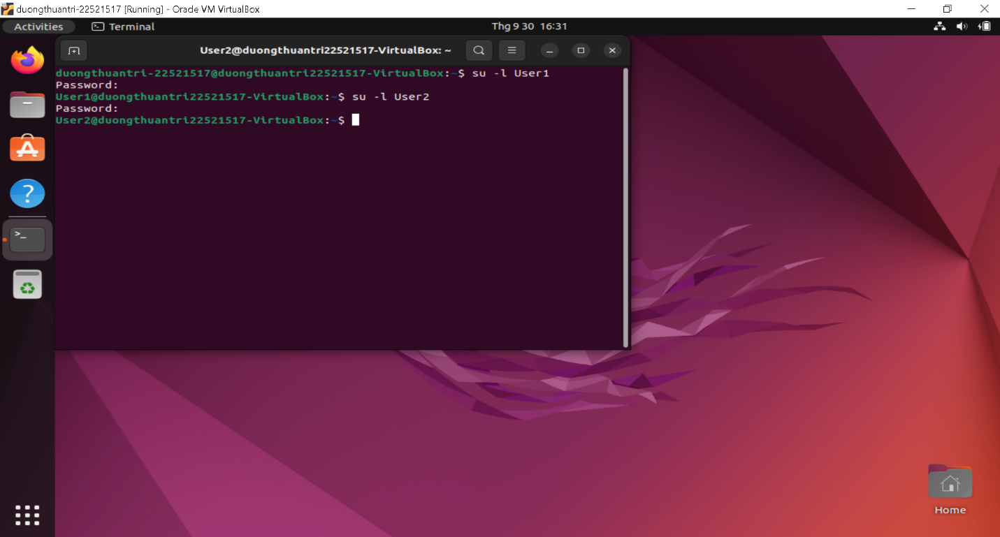 duongthuantri-22521517 [Running] - Oracle VM VirtualBox
Activities
Terminal
Thg 9 30 16:31
User2@duongthuantri22521517-VirtualBox: ~
duongthuantri-22521517@duongthuantri22521517-VirtualBox:~$ su -l User1
Password:
User1@duongthuantri22521517-VirtualBox:~$ su -l User2
Password:
User2@duongthuantri22521517-VirtualBox:~$
Home